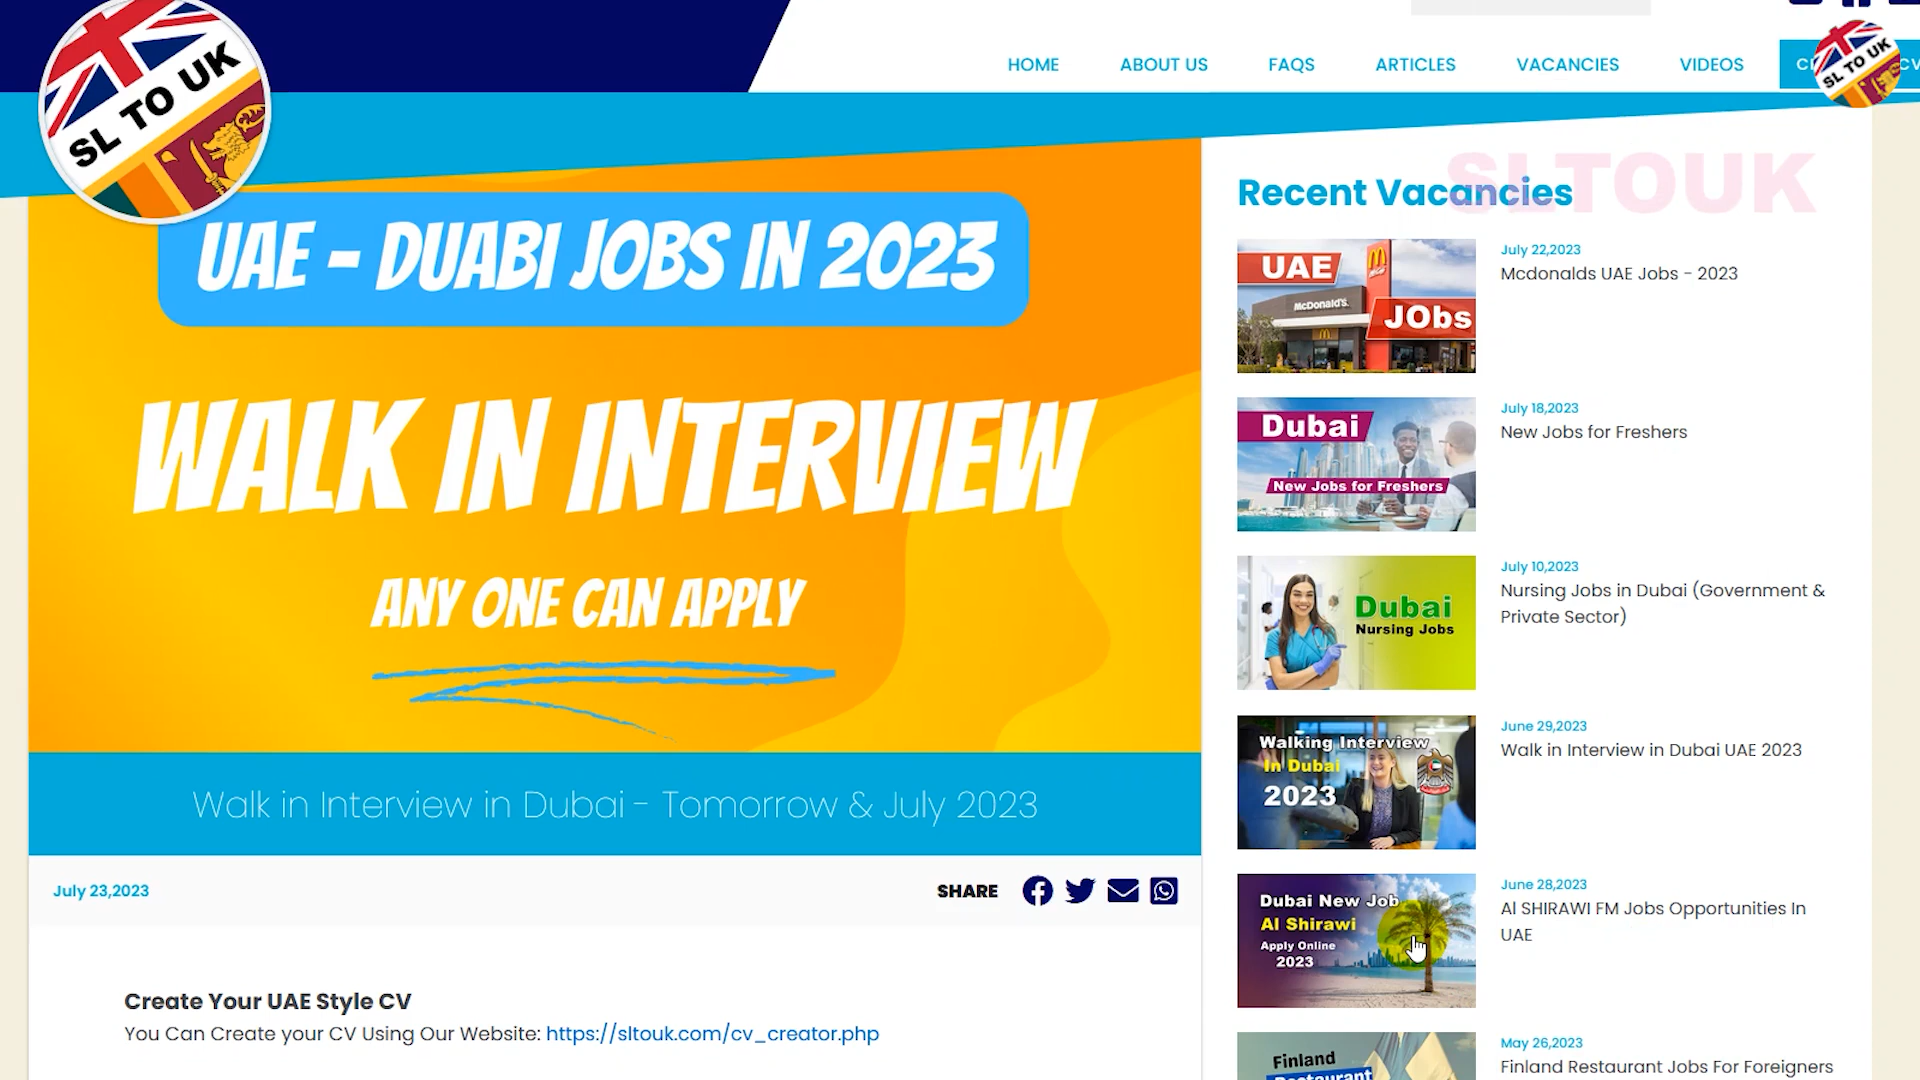 SL TO UK
HOME
ABOUT US
FAQS
ARTICLES
VACANCIES
VIDEOS
SL TO UK
SLTOUK
UAE - DUABI JOBS IN 2023
WALK IN INTERVIEW
ANY ONE CAN APPLY
Walk in Interview in Dubai - Tomorrow & July 2023
July 23,2023
SHARE
Create Your UAE Style CV
You Can Create your CV Using Our Website: https://sltouk.com/cv_creator.php
Recent Vacancies
UAE
McDonald's.
JObs
July 22,2023
Mcdonalds UAE Jobs - 2023
Dubai
New Jobs for Freshers
July 18,2023
New Jobs for Freshers
Dubai
Nursing Jobs
July 10,2023
Nursing Jobs in Dubai (Government &
Private Sector)
Walking Interview
In Dubai
2023
June 29,2023
Walk in Interview in Dubai UAE 2023
Dubai New Job
Al Shirawi
Apply Online
2023
June 28,2023
Al SHIRAWI FM Jobs Opportunities In
UAE
Finland
Restaurant
May 26,2023
Finland Restaurant Jobs For Foreigners